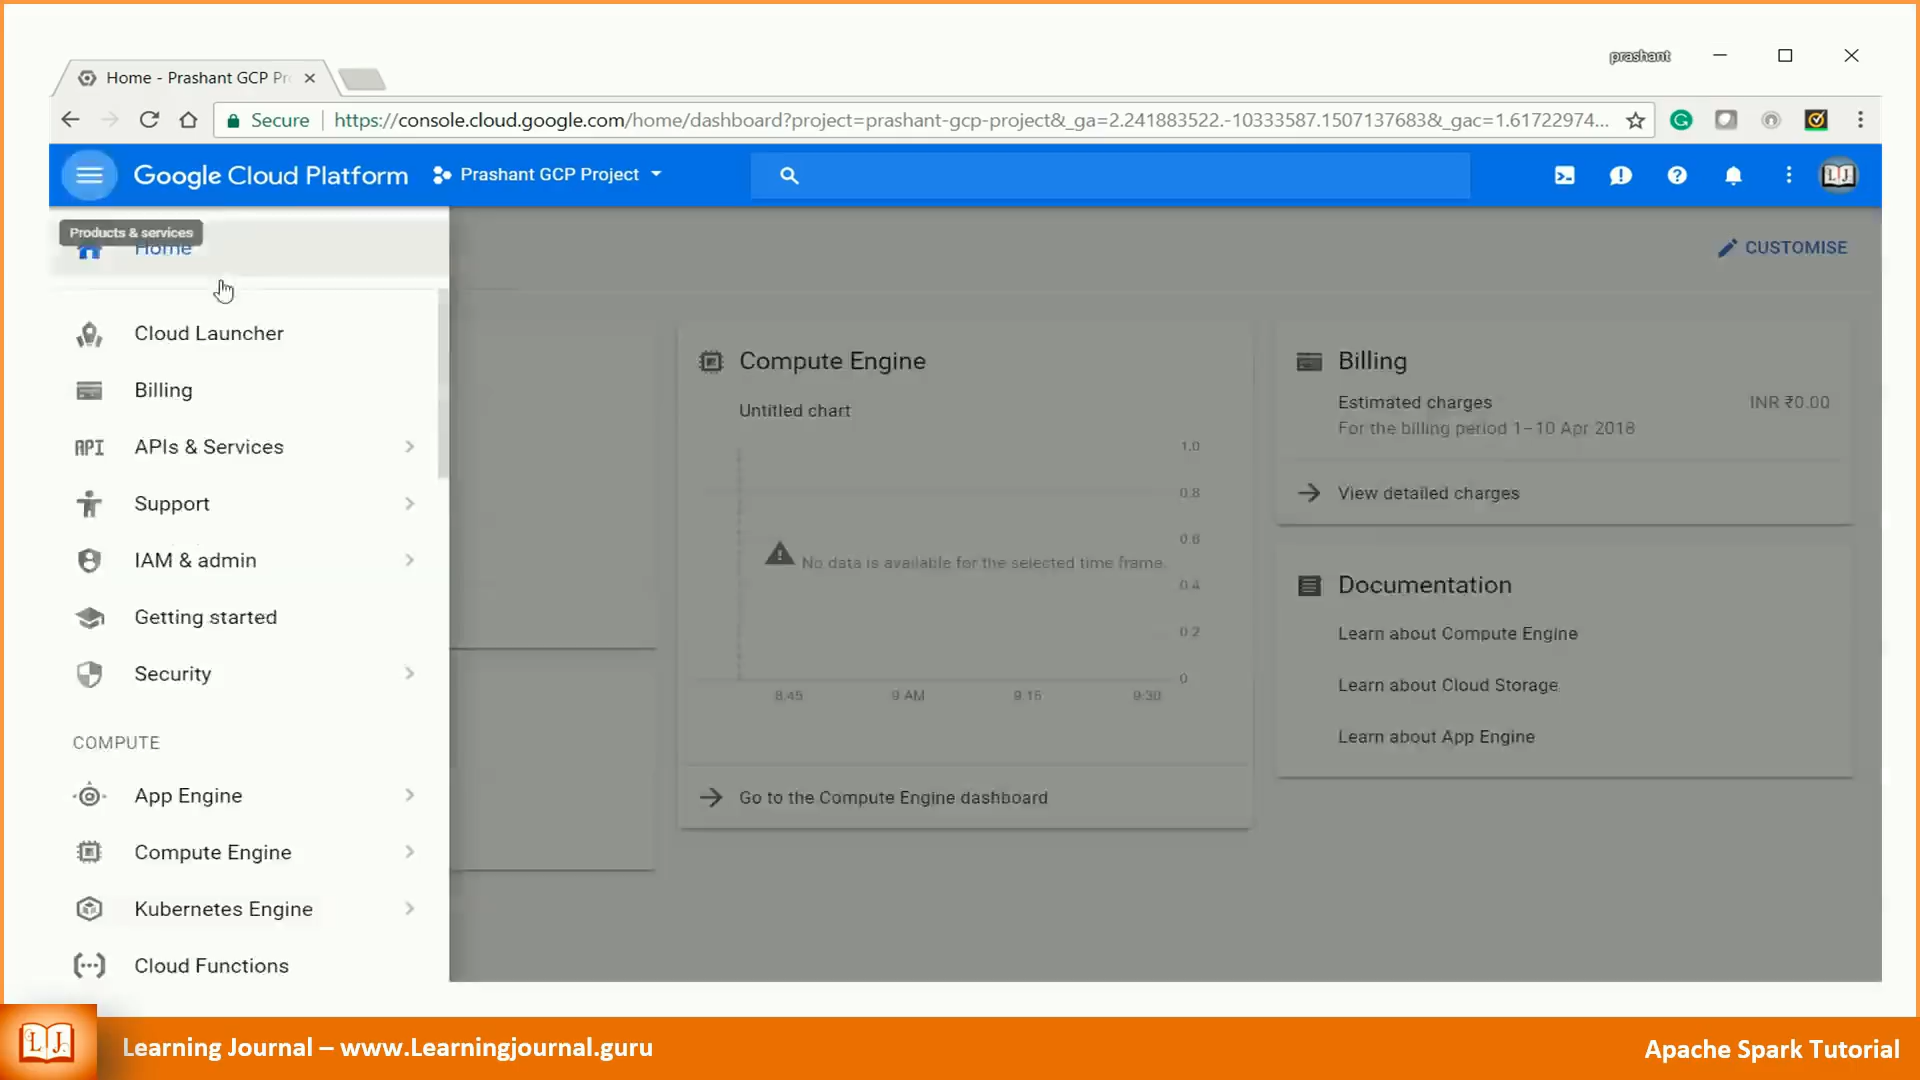 prashant
Home - Prashant GCP Pr
Secure
https://console.cloud.google.com/home/dashboard?project=prashant-gcp-project&_ga=2.241883522.-10333587.1507137683&_gac=1.61722974...
Google Cloud Platform
Prashant GCP Project
Products & services
Home
CUSTOMISE
Cloud Launcher
Billing
API APIs & Services
Support
IAM & admin
Getting started
Security
COMPUTE
App Engine
Compute Engine
Kubernetes Engine
Cloud Functions
Compute Engine
Untitled chart
1.0
0.8
0.6
0.4
0.2
0
No data is available for the selected time frame.
8:45 9 AM 9:15 9:30
Go to the Compute Engine dashboard
Billing
Estimated charges INR ₹0.00
For the billing period 1–10 Apr 2018
View detailed charges
Documentation
Learn about Compute Engine
Learn about Cloud Storage
Learn about App Engine
LJ
Learning Journal – www.Learningjournal.guru
Apache Spark Tutorial